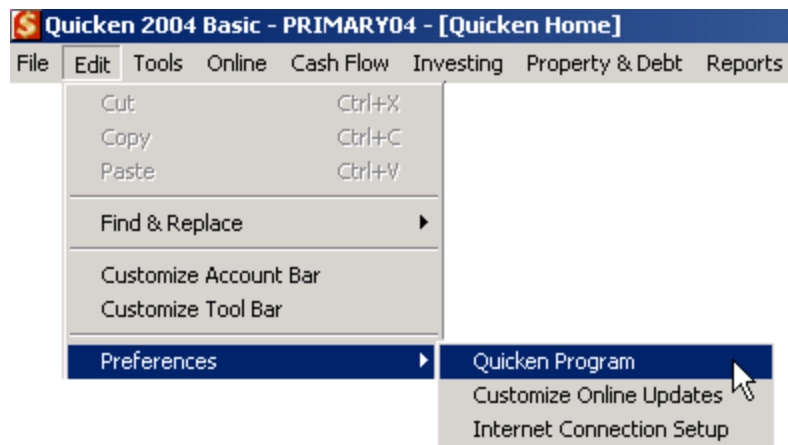 Quicken 2004 Basic - PRIMARY04 - [Quicken Home]
File Edit Tools Online Cash Flow Investing Property & Debt Reports
Cut Ctrl+X
Copy Ctrl+C
Paste Ctrl+V
Find & Replace
Customize Account Bar
Customize Tool Bar
Preferences Quicken Program
Customize Online Updates
Internet Connection Setup